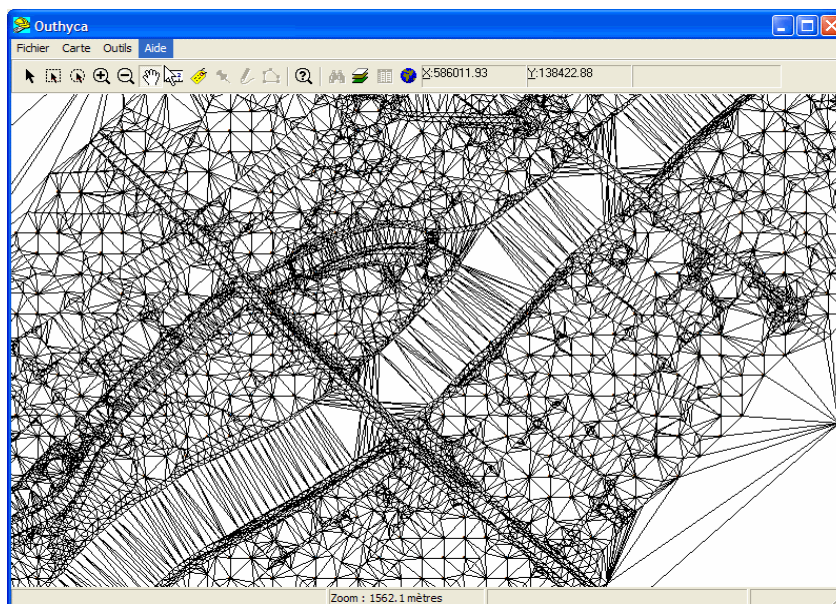 Outhyca
Fichier Carte Outils Aide
X:586011.93 Y:138422.88
Zoom : 1562.1 mètres